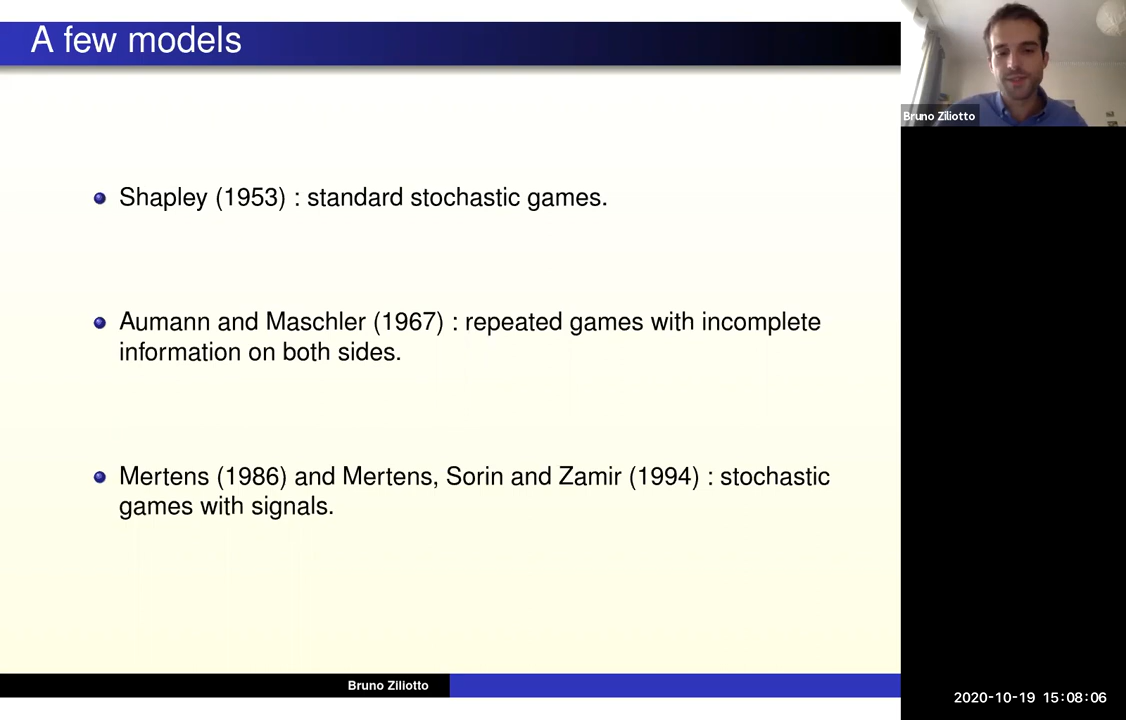 A few models
Bruno Ziliotto
Shapley (1953) : standard stochastic games.
Aumann and Maschler (1967) : repeated games with incomplete
information on both sides.
Mertens (1986) and Mertens, Sorin and Zamir (1994) : stochastic
games with signals.
Bruno Ziliotto
2020-10-19 15:08:06